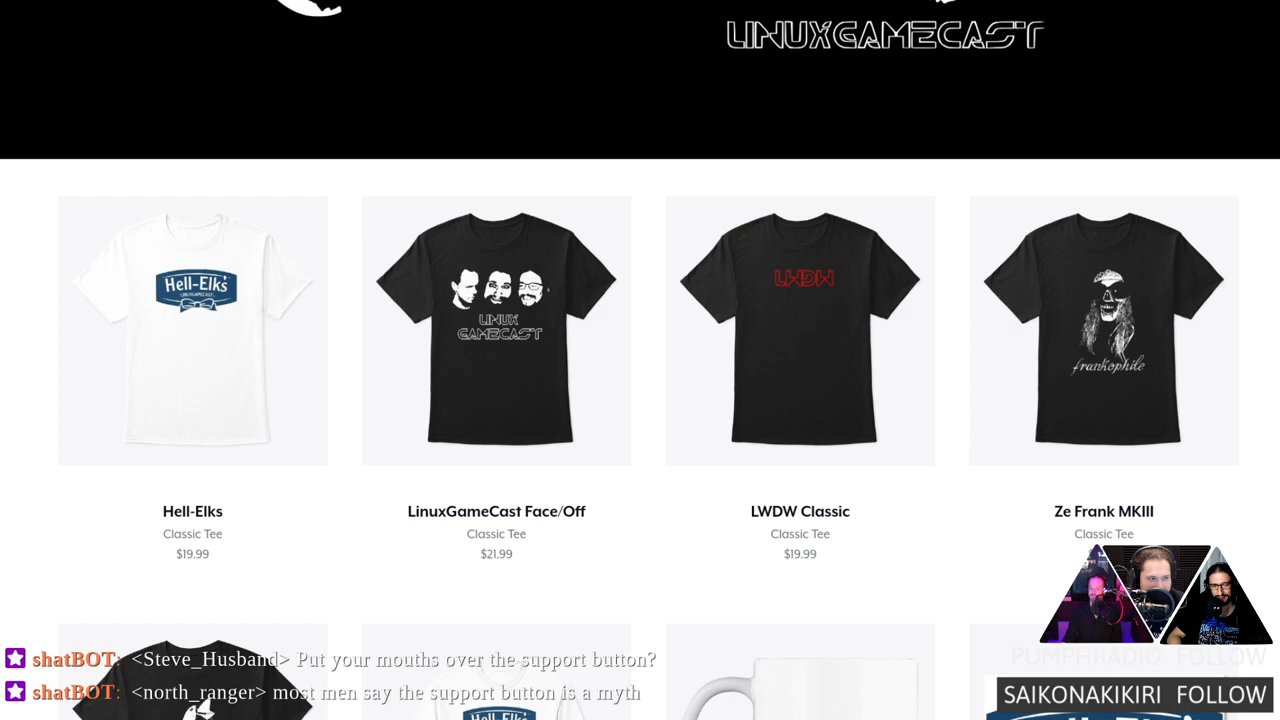 LINUXGAMECAST
Hell-Elks
LINUXGAMECAST
LINUX
GAMECAST
LWDW
frankophile
Hell-Elks
LinuxGameCast Face/Off
LWDW Classic
Ze Frank MKIII
Classic Tee
Classic Tee
Classic Tee
Classic Tee
$19.99
$21.99
$19.99
shatBOT: <Steve_Husband> Put your mouths over the support button?
PUMPHRADIO FOLLOW
shatBOT: <north_ranger> most men say the support button is a myth
SAIKONAKIKIRI FOLLOW
Hell-Elks